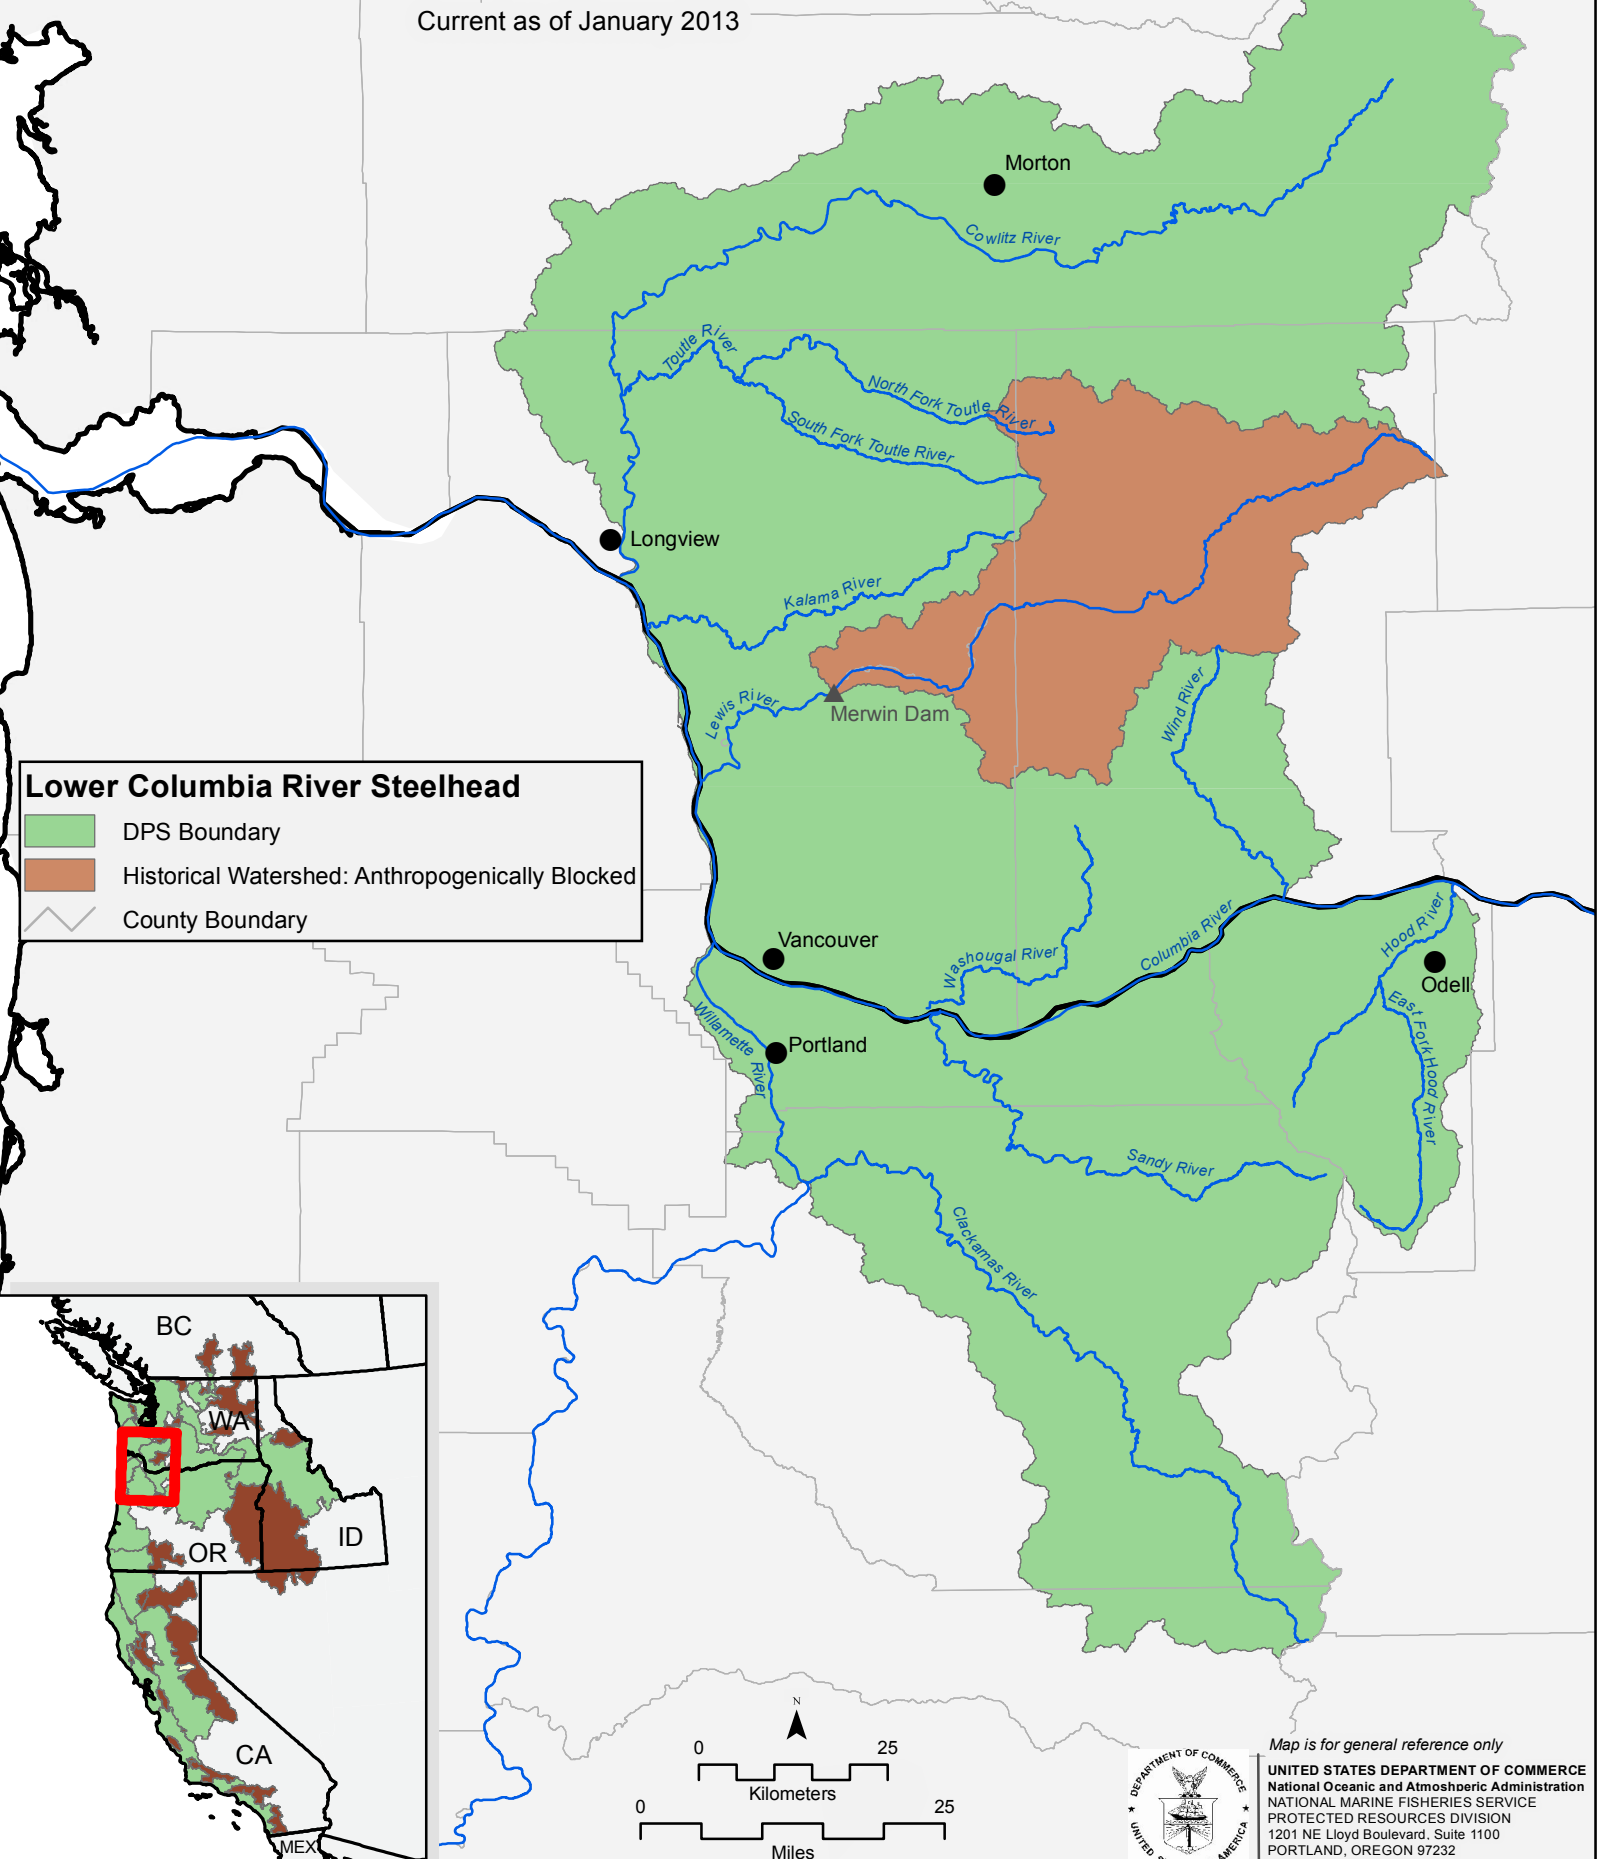 Current as of January 2013
Morton
Cowlitz River
Toutle River
North Fork Toutle River
South Fork Toutle River
Longview
Kalama River
Lewis River
Merwin Dam
Wind River
Lower Columbia River Steelhead
DPS Boundary
Historical Watershed: Anthropogenically Blocked
County Boundary
Vancouver
Washougal River
Columbia River
Hood River
Odell
East Fork Hood River
Willamette River
Portland
Sandy River
Clackamas River
BC
WA
OR
ID
CA
MEX
N
0 25
Kilometers
0 25
Miles
DEPARTMENT OF COMMERCE
Map is for general reference only
UNITED STATES DEPARTMENT OF COMMERCE
National Oceanic and Atmoshperic Administration
NATIONAL MARINE FISHERIES SERVICE
PROTECTED RESOURCES DIVISION
1201 NE Lloyd Boulevard, Suite 1100
PORTLAND, OREGON 97232